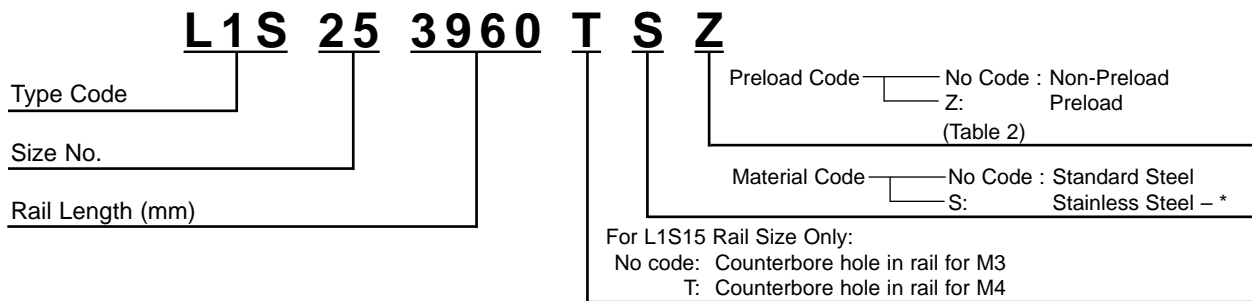 L1S 25 3960 T S Z
Type Code
Size No.
Rail Length (mm)
Preload Code No Code : Non-Preload
Z: Preload
(Table 2)
Material Code No Code : Standard Steel
S: Stainless Steel – *
For L1S15 Rail Size Only:
No code: Counterbore hole in rail for M3
T: Counterbore hole in rail for M4